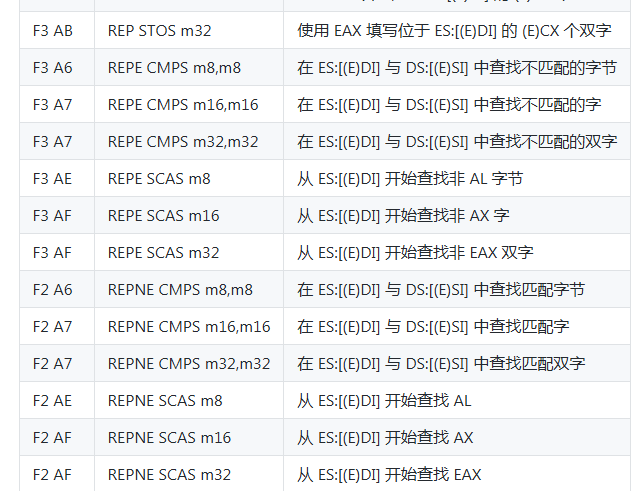 F3 AB REP STOS m32 使用 EAX 填写位于 ES:[(E)DI] 的 (E)CX 个双字
F3 A6 REPE CMPS m8,m8 在 ES:[(E)DI] 与 DS:[(E)SI] 中查找不匹配的字节
F3 A7 REPE CMPS m16,m16 在 ES:[(E)DI] 与 DS:[(E)SI] 中查找不匹配的字
F3 A7 REPE CMPS m32,m32 在 ES:[(E)DI] 与 DS:[(E)SI] 中查找不匹配的双字
F3 AE REPE SCAS m8 从 ES:[(E)DI] 开始查找非 AL 字节
F3 AF REPE SCAS m16 从 ES:[(E)DI] 开始查找非 AX 字
F3 AF REPE SCAS m32 从 ES:[(E)DI] 开始查找非 EAX 双字
F2 A6 REPNE CMPS m8,m8 在 ES:[(E)DI] 与 DS:[(E)SI] 中查找匹配字节
F2 A7 REPNE CMPS m16,m16 在 ES:[(E)DI] 与 DS:[(E)SI] 中查找匹配字
F2 A7 REPNE CMPS m32,m32 在 ES:[(E)DI] 与 DS:[(E)SI] 中查找匹配双字
F2 AE REPNE SCAS m8 从 ES:[(E)DI] 开始查找 AL
F2 AF REPNE SCAS m16 从 ES:[(E)DI] 开始查找 AX
F2 AF REPNE SCAS m32 从 ES:[(E)DI] 开始查找 EAX